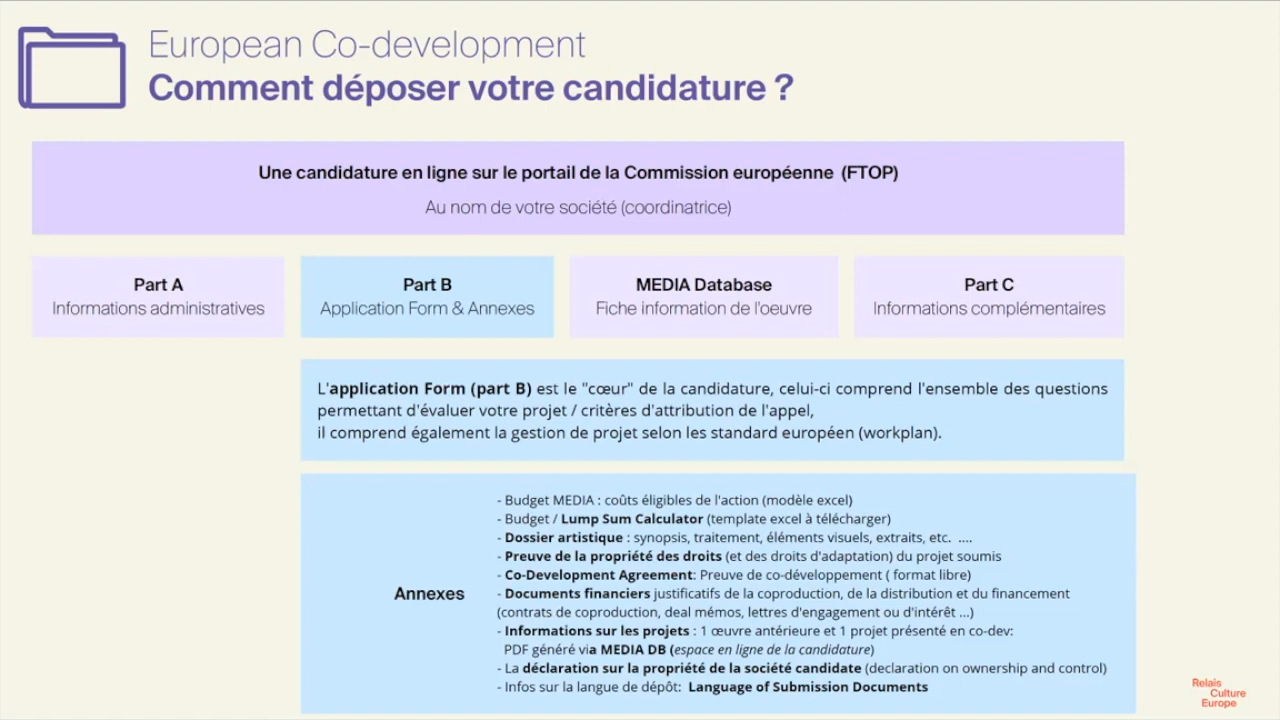 European Co-development
Comment déposer votre candidature ?
Une candidature en ligne sur le portail de la Commission européenne (FTOP)
Au nom de votre société (coordinatrice)
Part A
Informations administratives
Part B
Application Form & Annexes
MEDIA Database
Fiche information de l'oeuvre
Part C
Informations complémentaires
L'application Form (part B) est le "cœur" de la candidature, celui-ci comprend l'ensemble des questions
permettant d'évaluer votre projet / critères d'attribution de l'appel,
il comprend également la gestion de projet selon les standard européen (workplan).
Annexes
- Budget MEDIA : coûts éligibles de l'action (modèle excel)
- Budget / Lump Sum Calculator (template excel à télécharger)
- Dossier artistique : synopsis, traitement, éléments visuels, extraits, etc. ....
- Preuve de la propriété des droits (et des droits d'adaptation) du projet soumis
- Co-Development Agreement: Preuve de co-développement ( format libre)
- Documents financiers justificatifs de la coproduction, de la distribution et du financement
(contrats de coproduction, deal mémos, lettres d'engagement ou d'intérêt ...)
- Informations sur les projets : 1 œuvre antérieure et 1 projet présenté en co-dev:
PDF généré via MEDIA DB (espace en ligne de la candidature)
- La déclaration sur la propriété de la société candidate (declaration on ownership and control)
- Infos sur la langue de dépôt: Language of Submission Documents
Relais
Culture
Europe